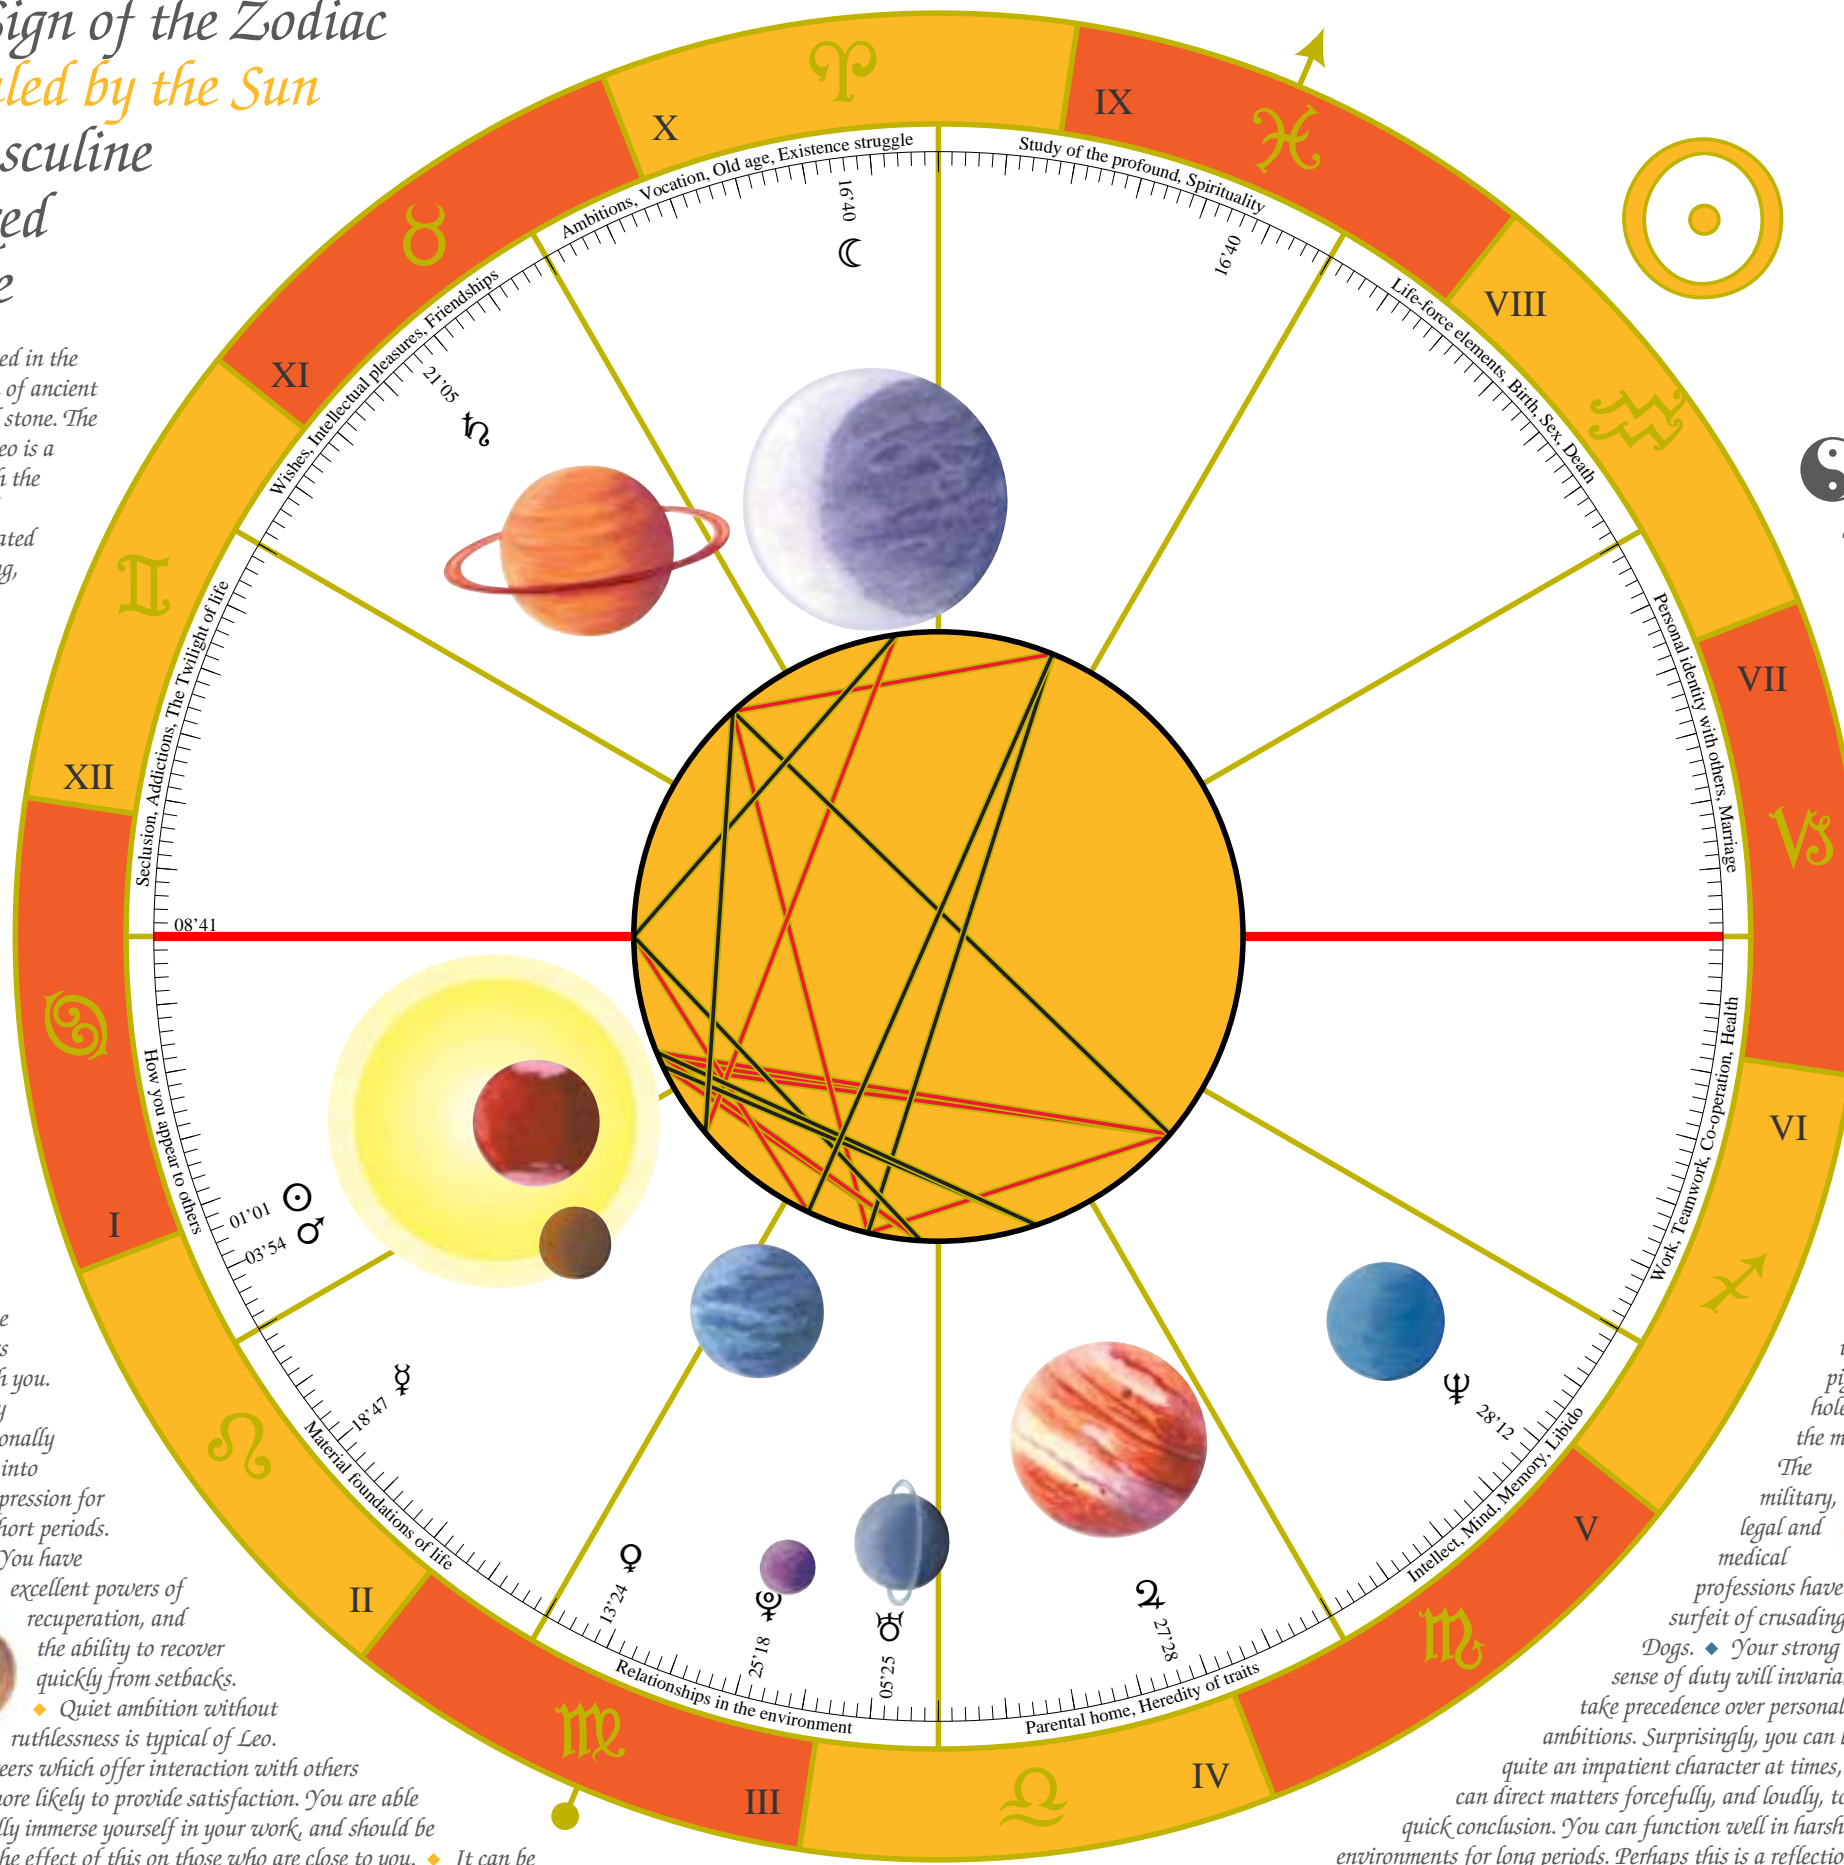 Sign of the Zodiac
by the Sun
ed in the
of ancient
stone. The
eo is a
h the
X
IX
XI
VIII
XII
VII
I
VI
II
V
III
IV
Ambitions, Vocation, Old age, Existence struggle
Study of the profound, Spirituality
Wishes, Intellectual pleasures, Friendships
Life-force elements, Birth, Sex, Death
Seclusion, Addictions, The Twilight of life
Personal identity with others, Marriage
How you appear to others
Work, Teamwork, Co-operation, Health
Material foundations of life
Intellect, Mind, Memory, Libido
Relationships in the environment
Parental home, Heredity of traits
16'40
16'40
21'05
08'41
01'01
03'54
18'47
13'24
25'18
05'25
27'28
28'12
h you.
onally
into
pression for
hort periods.
You have
excellent powers of
recuperation, and
the ability to recover
quickly from setbacks.
◆ Quiet ambition without
ruthlessness is typical of Leo.
eers which offer interaction with others
ore likely to provide satisfaction. You are able
lly immerse yourself in your work, and should be
he effect of this on those who are close to you. ◆ It can be
hole
the m
The
military,
legal and
medical
professions have
surfeit of crusading
Dogs. ◆ Your strong
sense of duty will invaria
take precedence over personal
ambitions. Surprisingly, you can
quite an impatient character at times,
can direct matters forcefully, and loudly, to
quick conclusion. You can function well in harsh
environments for long periods. Perhaps this is a reflectio